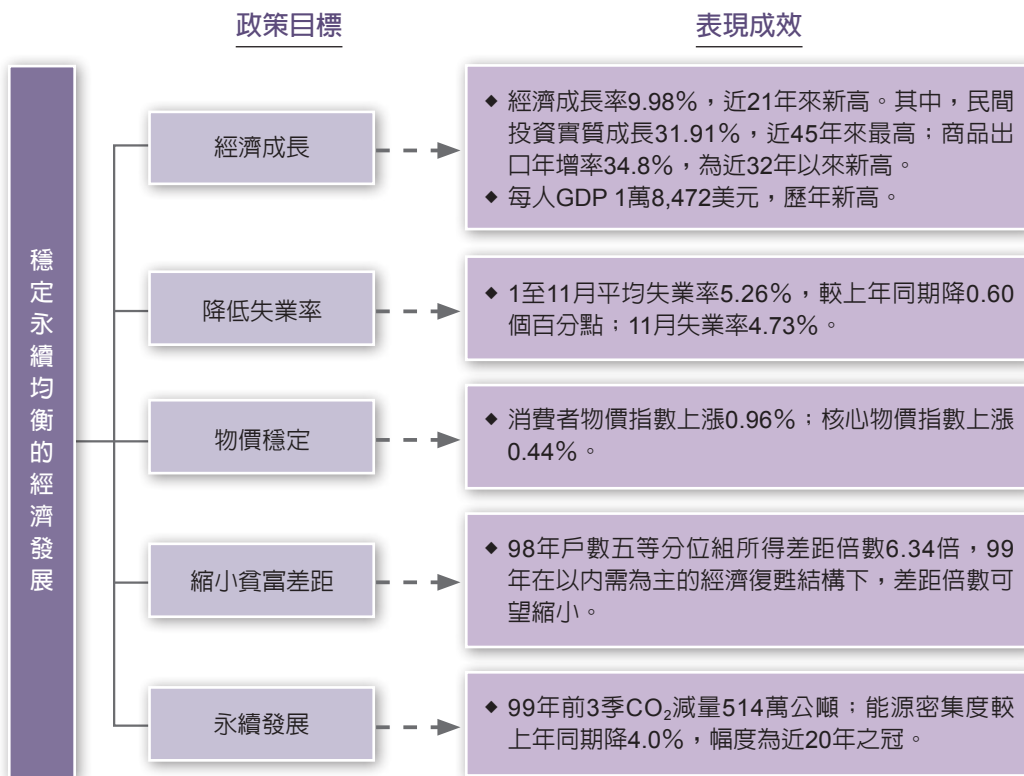 政策目標
表現成效
穩定永續均衡的經濟發展
經濟成長
◆ 經濟成長率9.98%，近21年來新高。其中，民間
投資實質成長31.91%，近45年來最高；商品出
口年增率34.8%，為近32年以來新高。
◆ 每人GDP 1萬8,472美元，歷年新高。
降低失業率
◆ 1至11月平均失業率5.26%，較上年同期降0.60
個百分點；11月失業率4.73%。
物價穩定
◆ 消費者物價指數上漲0.96%；核心物價指數上漲
0.44%。
縮小貧富差距
◆ 98年戶數五等分位組所得差距倍數6.34倍，99
年在以內需為主的經濟復甦結構下，差距倍數可
望縮小。
永續發展
◆ 99年前3季CO₂減量514萬公噸；能源密集度較
上年同期降4.0%，幅度為近20年之冠。